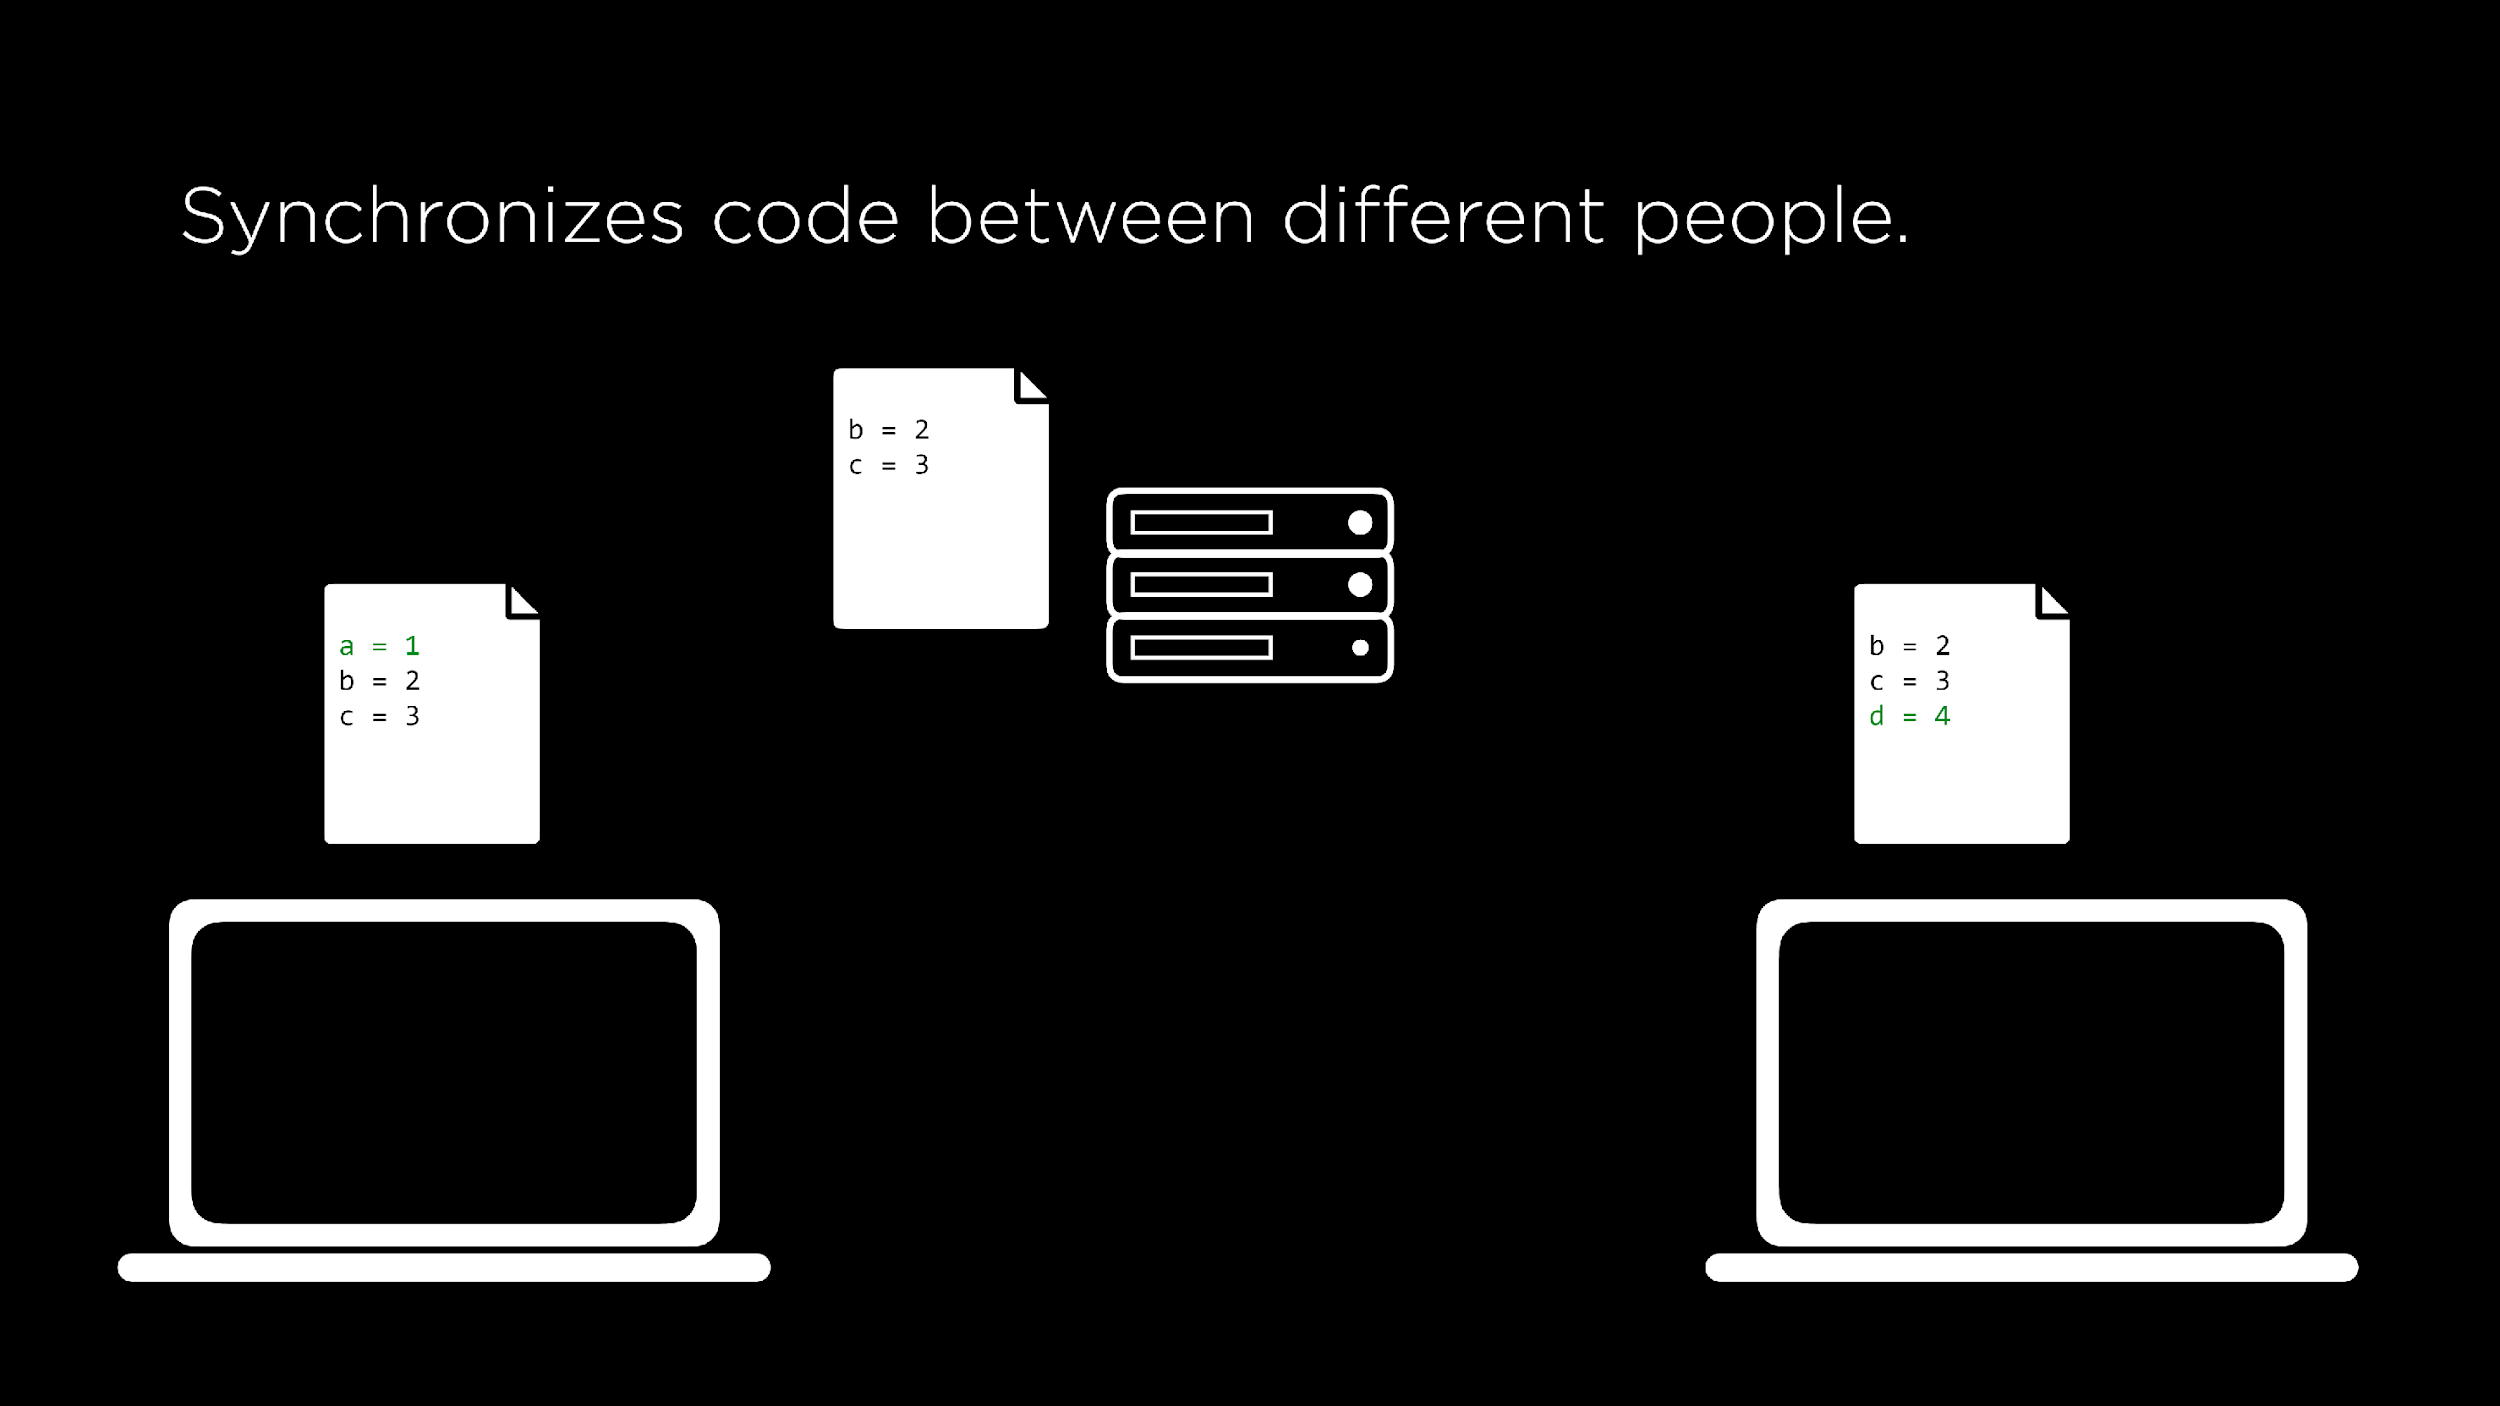 Synchronizes code between different people.
b = 2
c = 3
a = 1
b = 2
c = 3
b = 2
c = 3
d = 4